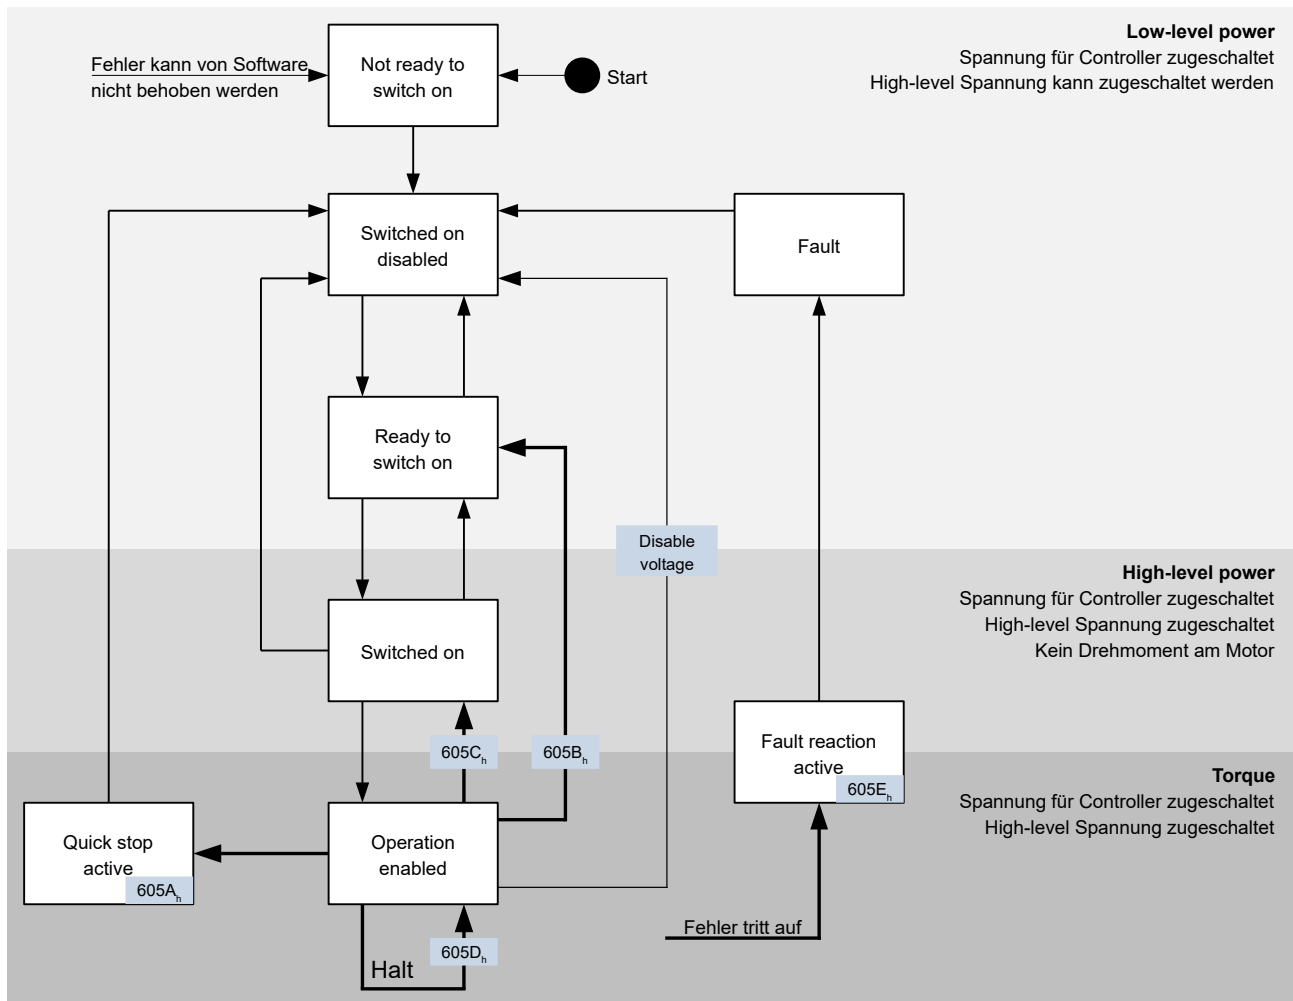 Low-level power
Spannung für Controller zugeschaltet
High-level Spannung kann zugeschaltet werden
Fehler kann von Software
nicht behoben werden
Not ready to
switch on
Start
Switched on
disabled
Fault
Ready to
switch on
Disable
voltage
High-level power
Spannung für Controller zugeschaltet
High-level Spannung zugeschaltet
Kein Drehmoment am Motor
Switched on
605Ch
605Bh
Fault reaction
active
605Eh
Torque
Spannung für Controller zugeschaltet
High-level Spannung zugeschaltet
Quick stop
active
605Ah
Operation
enabled
Fehler tritt auf
605Dh
Halt